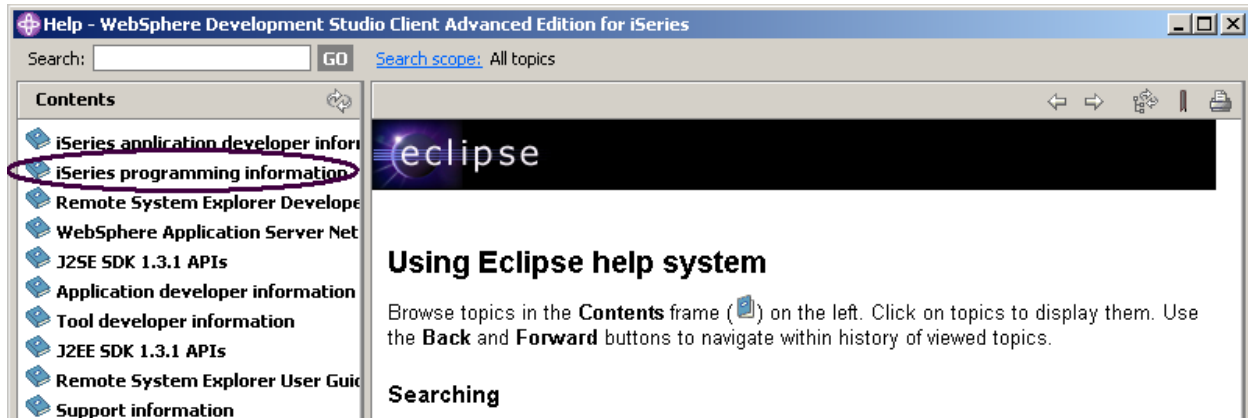 Help - WebSphere Development Studio Client Advanced Edition for iSeries
Search: GO Search scope: All topics
Contents
iSeries application developer inforr
iSeries programming information
Remote System Explorer Develope
WebSphere Application Server Net
J2SE SDK 1.3.1 APIs
Application developer information
Tool developer information
J2EE SDK 1.3.1 APIs
Remote System Explorer User Guid
Support information
eclipse
Using Eclipse help system
Browse topics in the Contents frame ( ) on the left. Click on topics to display them. Use
the Back and Forward buttons to navigate within history of viewed topics.
Searching